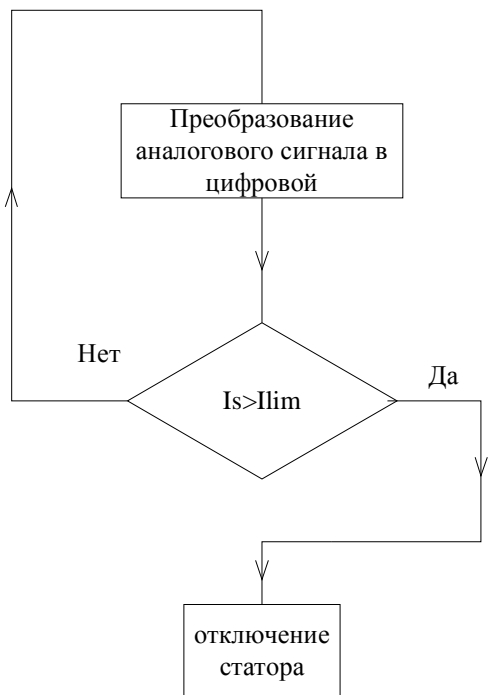 Преобразование
аналогового сигнала в
цифровой
Нет
Да
Is>Ilim
отключение
статора